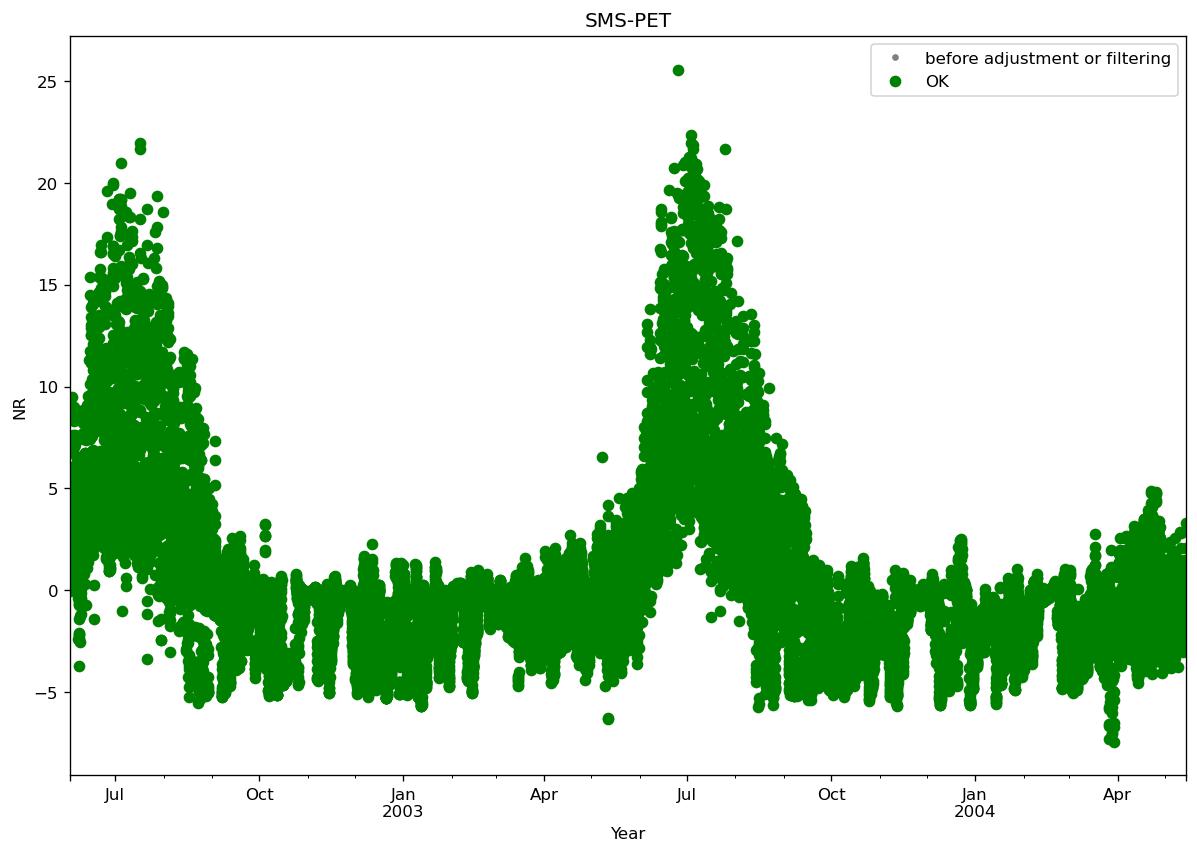 SMS-PET
before adjustment or filtering
OK
25
20
15
10
5
0
−5
NR
Jul
Oct
Jan
2003
Apr
Jul
Oct
Jan
2004
Apr
Year